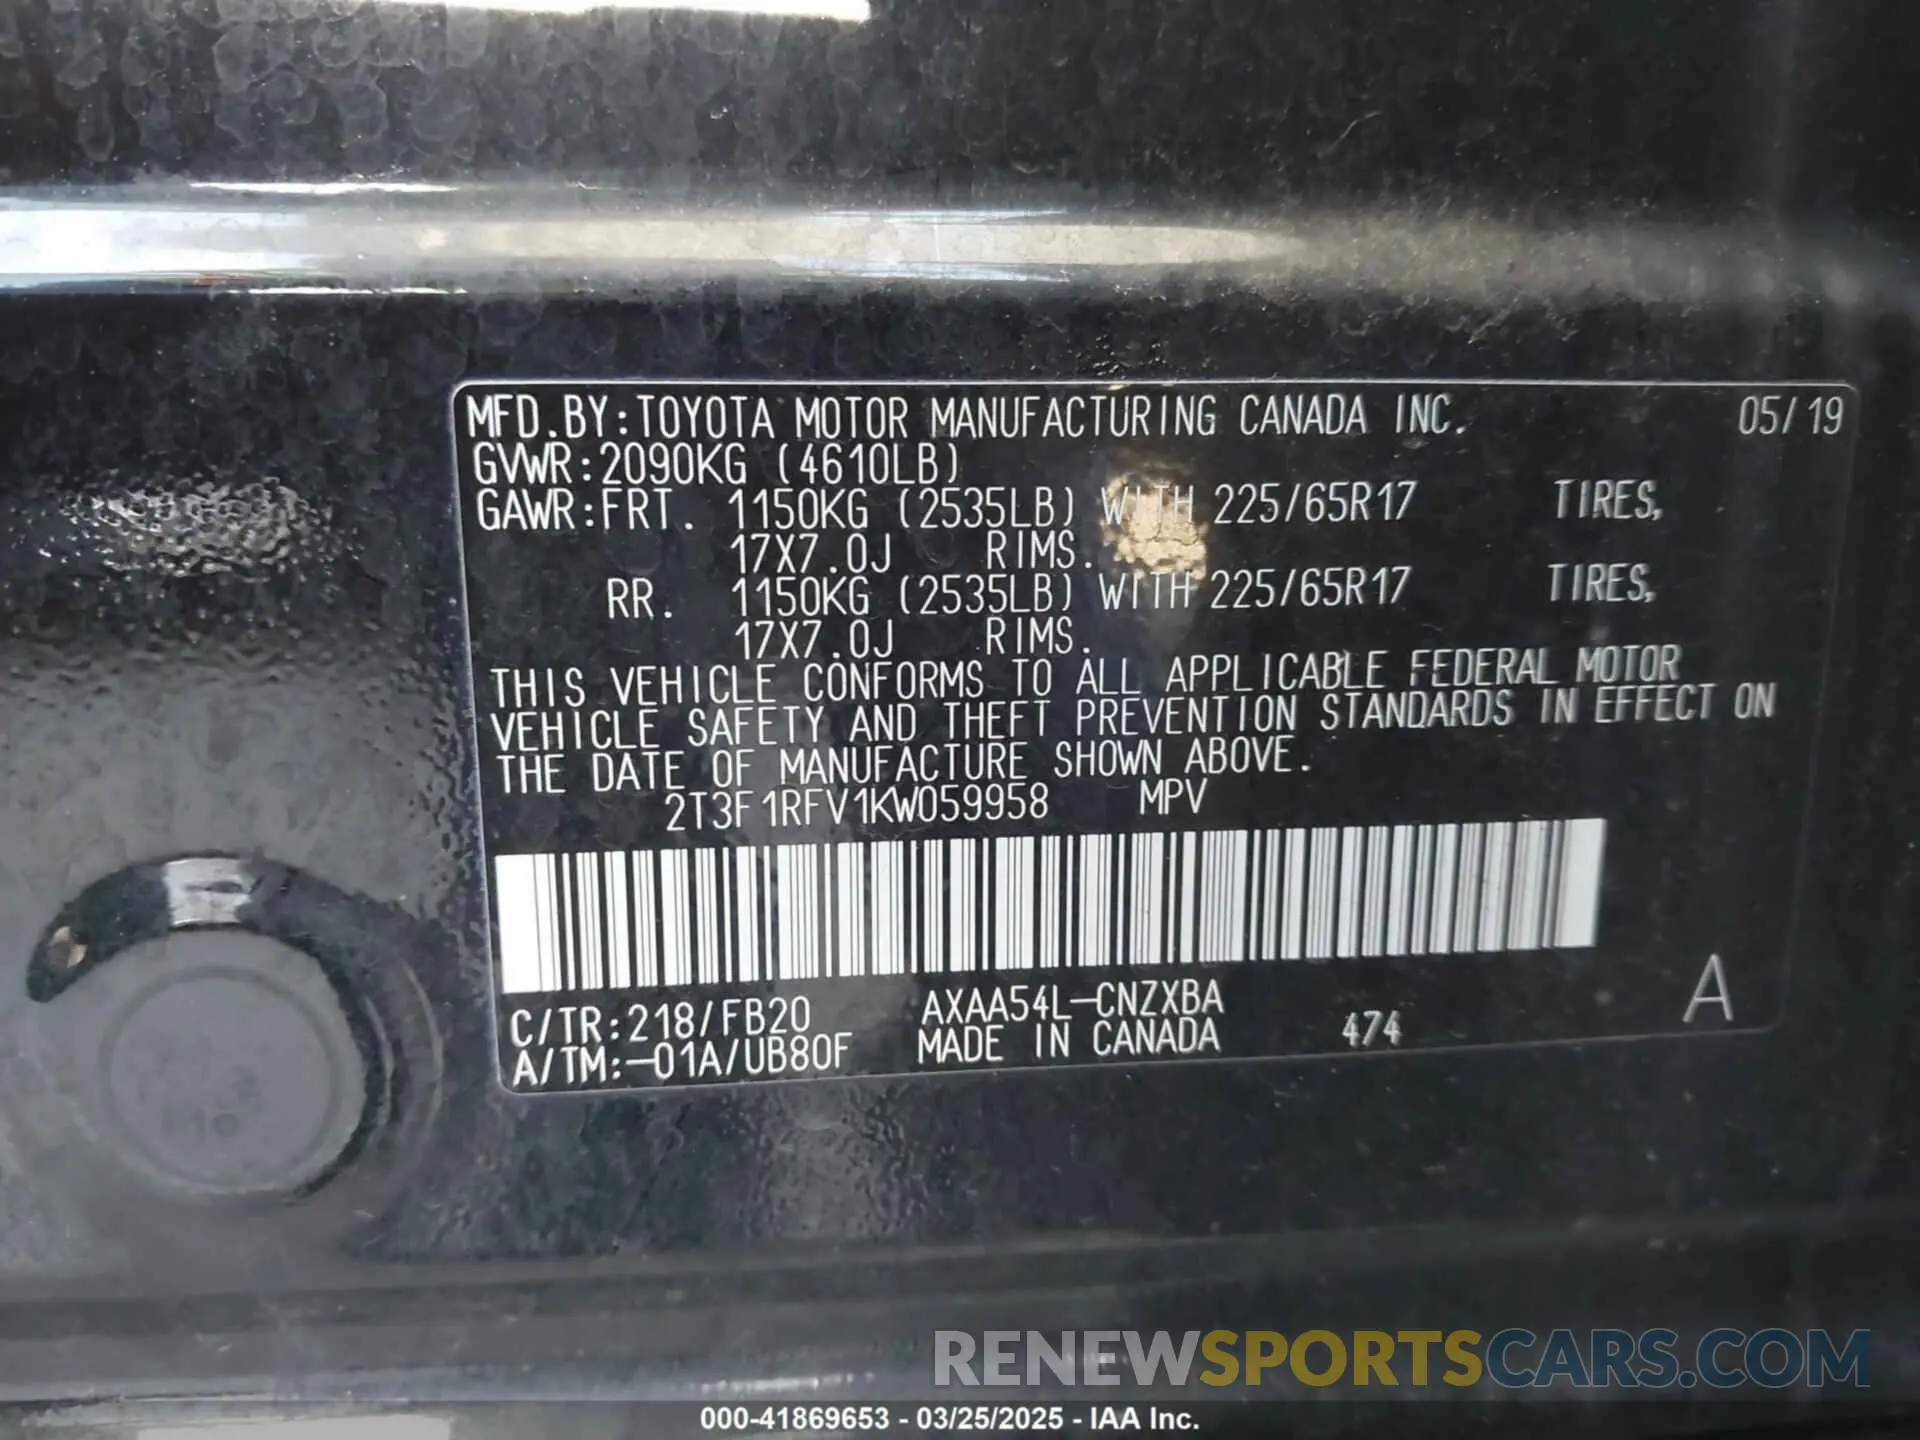 MFD.BY:TOYOTA MOTOR MANUFACTURING CANADA INC. 05/19
GVWR:2090KG (4610LB)
GAWR:FRT. 1150KG (2535LB) WITH 225/65R17 TIRES,
17X7.0J RIMS.
RR. 1150KG (2535LB) WITH 225/65R17 TIRES,
17X7.0J RIMS.
THIS VEHICLE CONFORMS TO ALL APPLICABLE FEDERAL MOTOR
VEHICLE SAFETY AND THEFT PREVENTION STANDARDS IN EFFECT ON
THE DATE OF MANUFACTURE SHOWN ABOVE.
2T3F1RFV1KW059958 MPV
C/TR:218/FB20 AXAA54L-CNZXBA A
A/TM:-01A/UB80F MADE IN CANADA 474
RENEWSPORTSCARS.COM
000-41869653 - 03/25/2025 - IAA Inc.